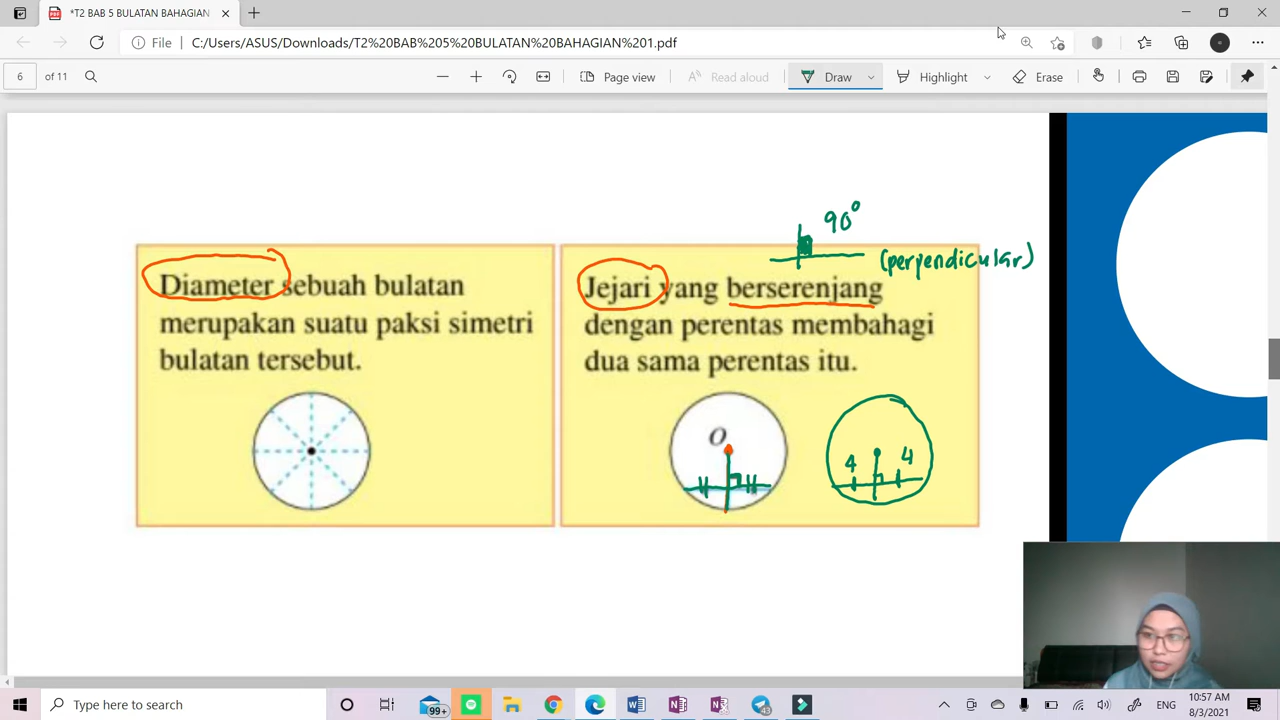 *T2 BAB 5 BULATAN BAHAGIAN
File C:/Users/ASUS/Downloads/T2%20BAB%205%20BULATAN%20BAHAGIAN%201.pdf
6 of 11 Page view Read aloud Draw Highlight Erase
90°
(perpendicular)
Diameter sebuah bulatan
merupakan suatu paksi simetri
bulatan tersebut.
Jejari yang berserenjang
dengan perentas membahagi
dua sama perentas itu.
O
4 4
Type here to search
99+
ENG
10:57 AM
8/3/2021